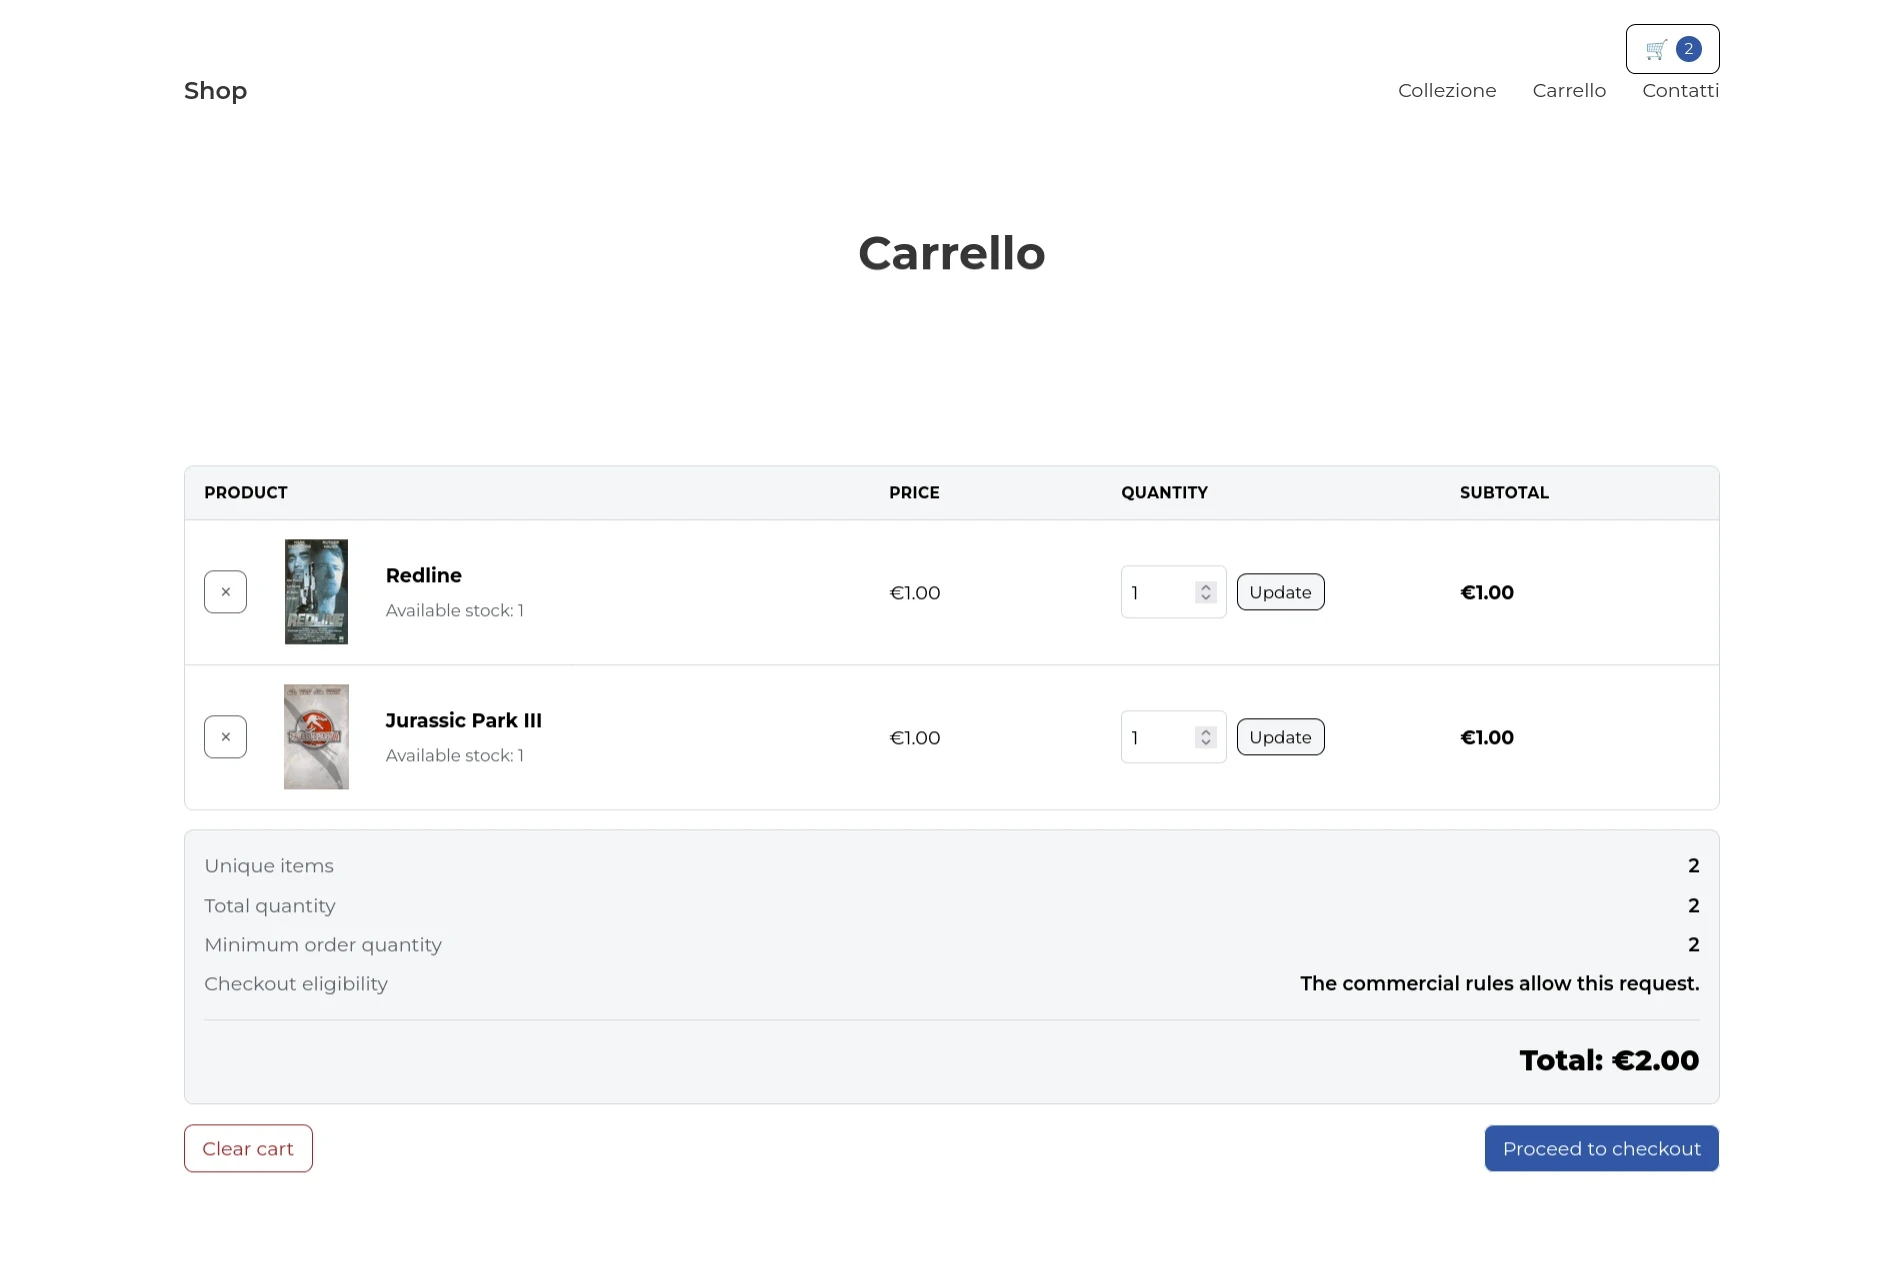 2
Shop
Collezione Carrello Contatti
Carrello
PRODUCT PRICE QUANTITY SUBTOTAL
×
REDLINE
Redline
Available stock: 1
€1.00
1
Update
€1.00
×
Jurassic Park III
Available stock: 1
€1.00
1
Update
€1.00
Unique items 2
Total quantity 2
Minimum order quantity 2
Checkout eligibility The commercial rules allow this request.
Total: €2.00
Clear cart Proceed to checkout